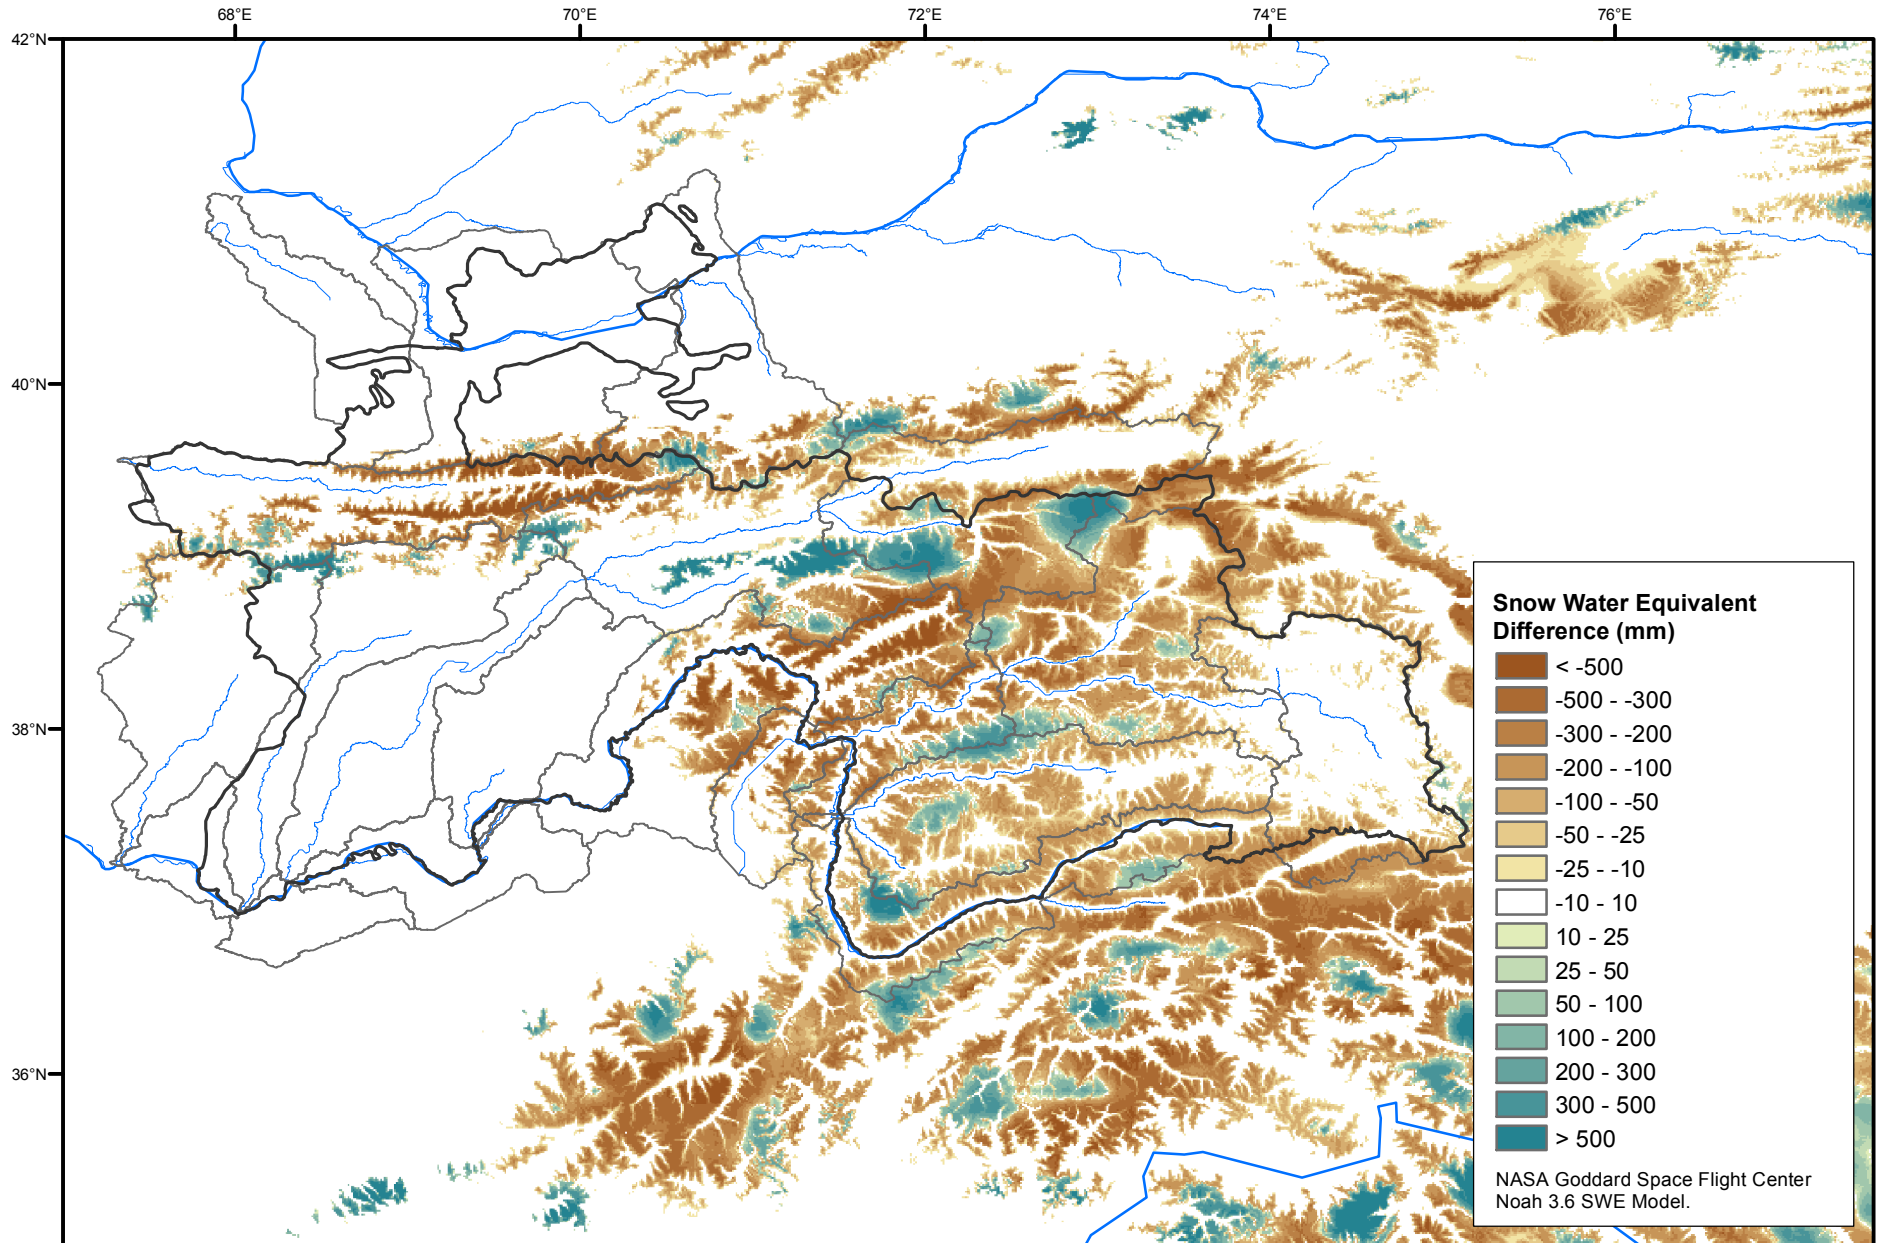 68°E 70°E 72°E 74°E 76°E
42°N
40°N
38°N
36°N
Snow Water Equivalent
Difference (mm)
< -500
-500 - -300
-300 - -200
-200 - -100
-100 - -50
-50 - -25
-25 - -10
-10 - 10
10 - 25
25 - 50
50 - 100
100 - 200
200 - 300
300 - 500
> 500
NASA Goddard Space Flight Center
Noah 3.6 SWE Model.